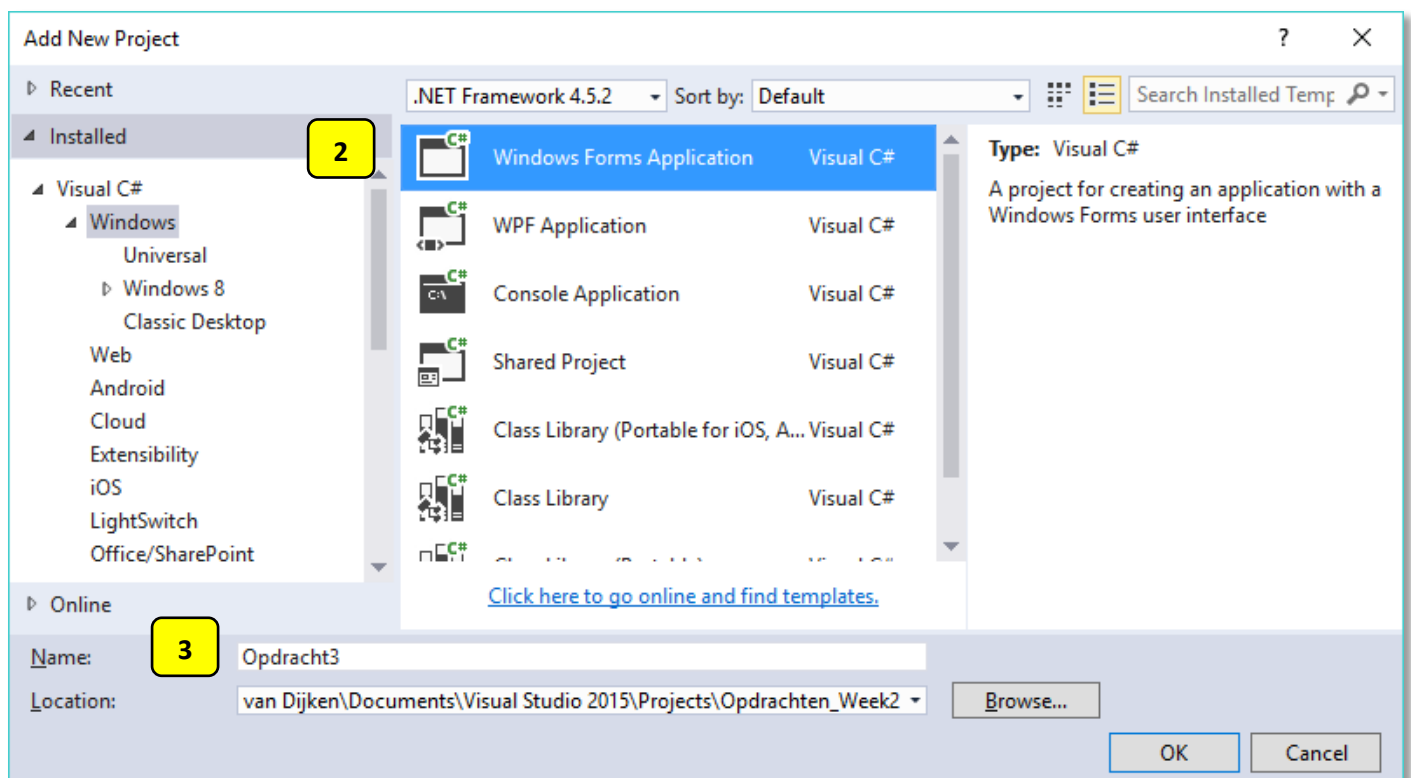 Add New Project
?
Recent
.NET Framework 4.5.2
Sort by: Default
Search Installed Temp
Installed
2
Visual C#
Windows
Universal
Windows 8
Classic Desktop
Web
Android
Cloud
Extensibility
iOS
LightSwitch
Office/SharePoint
Online
C# Windows Forms Application Visual C#
C# WPF Application Visual C#
C# C:\ Console Application Visual C#
C# Shared Project Visual C#
C# Class Library (Portable for iOS, A... Visual C#
C# Class Library Visual C#
C#
Click here to go online and find templates.
Type: Visual C#
A project for creating an application with a
Windows Forms user interface
Name: 3 Opdracht3
Location: van Dijken\Documents\Visual Studio 2015\Projects\Opdrachten_Week2 Browse...
OK Cancel